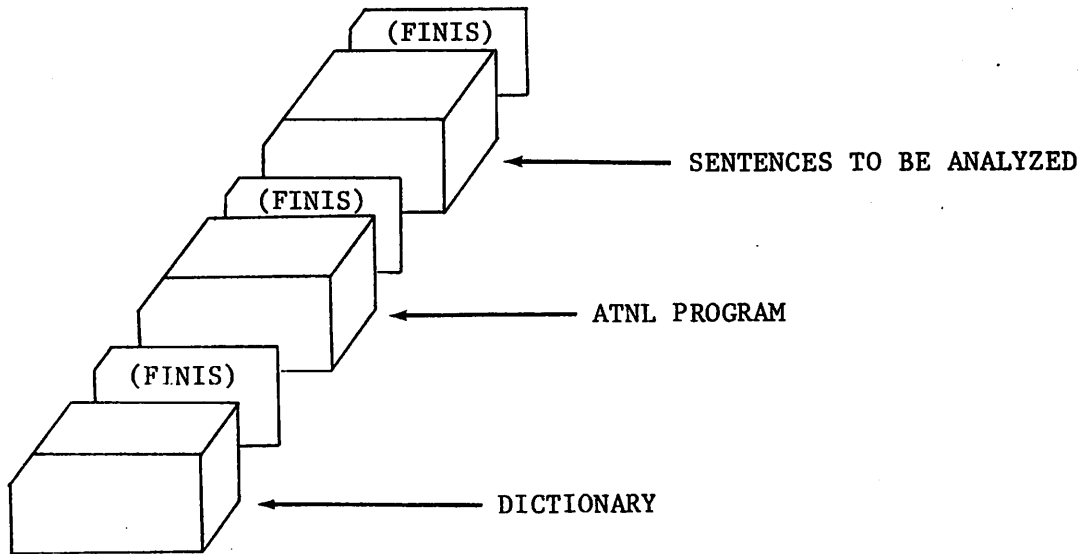 (FINIS)
SENTENCES TO BE ANALYZED
(FINIS)
ATNL PROGRAM
(FINIS)
DICTIONARY